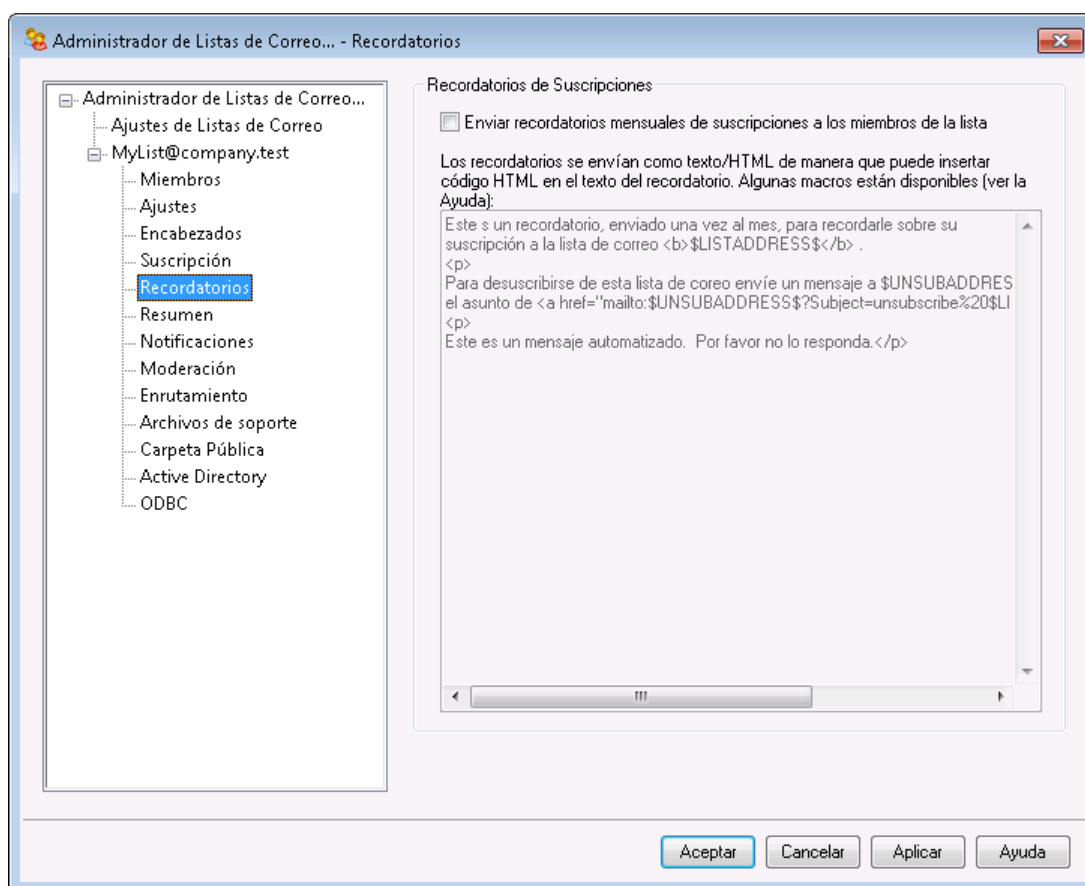 Administrador de Listas de Correo... - Recordatorios
Administrador de Listas de Correo...
Ajustes de Listas de Correo
MyList@company.test
Miembros
Ajustes
Encabezados
Suscripción
Recordatorios
Resumen
Notificaciones
Moderación
Enrutamiento
Archivos de soporte
Carpeta Pública
Active Directory
ODBC
Recordatorios de Suscripciones
Enviar recordatorios mensuales de suscripciones a los miembros de la lista
Los recordatorios se envían como texto/HTML de manera que puede insertar
código HTML en el texto del recordatorio. Algunas macros están disponibles (ver la
Ayuda):
Este s un recordatorio, enviado una vez al mes, para recordarle sobre su
suscripción a la lista de correo <b>$LISTADDRESS$</b> .
<p>
Para desuscribirse de esta lista de coreo envíe un mensaje a $UNSUBADDRES
el asunto de <a href="mailto:$UNSUBADDRESS$?Subject=unsubscribe%20$LI
<p>
Este es un mensaje automatizado.  Por favor no lo responda.</p>
Aceptar
Cancelar
Aplicar
Ayuda